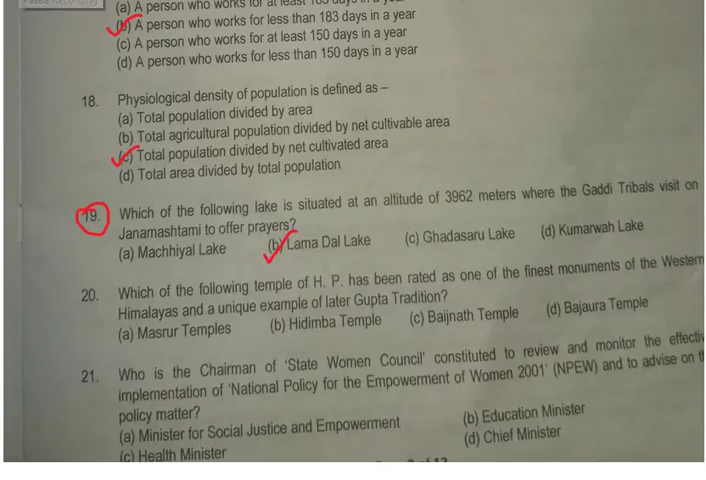 (a) A person who works for at least 183 days in a year
(b) A person who works for less than 183 days in a year
(c) A person who works for at least 150 days in a year
(d) A person who works for less than 150 days in a year
18. Physiological density of population is defined as –
(a) Total population divided by area
(b) Total agricultural population divided by net cultivable area
(c) Total population divided by net cultivated area
(d) Total area divided by total population
19. Which of the following lake is situated at an altitude of 3962 meters where the Gaddi Tribals visit on
Janamashtami to offer prayers?
(a) Machhiyal Lake (b) Lama Dal Lake (c) Ghadasaru Lake (d) Kumarwah Lake
20. Which of the following temple of H. P. has been rated as one of the finest monuments of the Western
Himalayas and a unique example of later Gupta Tradition?
(a) Masrur Temples (b) Hidimba Temple (c) Baijnath Temple (d) Bajaura Temple
21. Who is the Chairman of 'State Women Council' constituted to review and monitor the effectiv
implementation of 'National Policy for the Empowerment of Women 2001' (NPEW) and to advise on th
policy matter?
(a) Minister for Social Justice and Empowerment (b) Education Minister
(c) Health Minister (d) Chief Minister